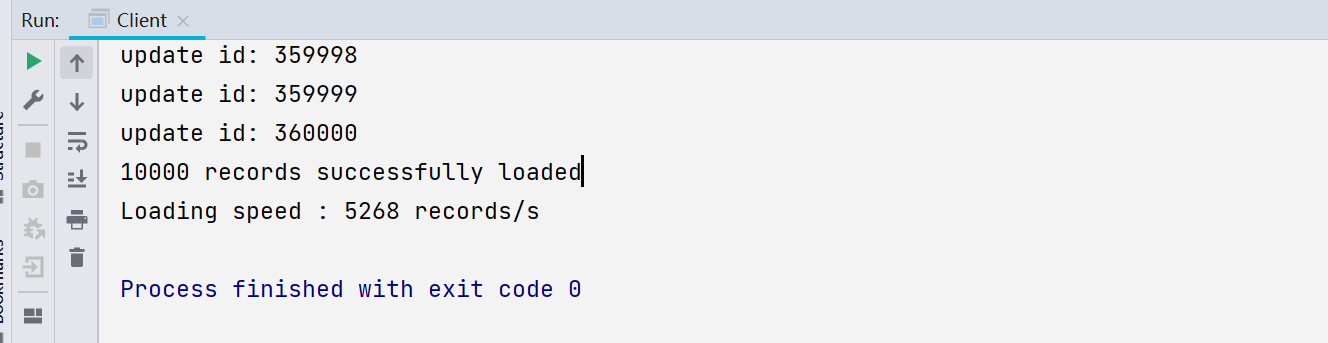 Run: Client
update id: 359998
update id: 359999
update id: 360000
10000 records successfully loaded
Loading speed : 5268 records/s
Process finished with exit code 0
Structure
Bookmarks